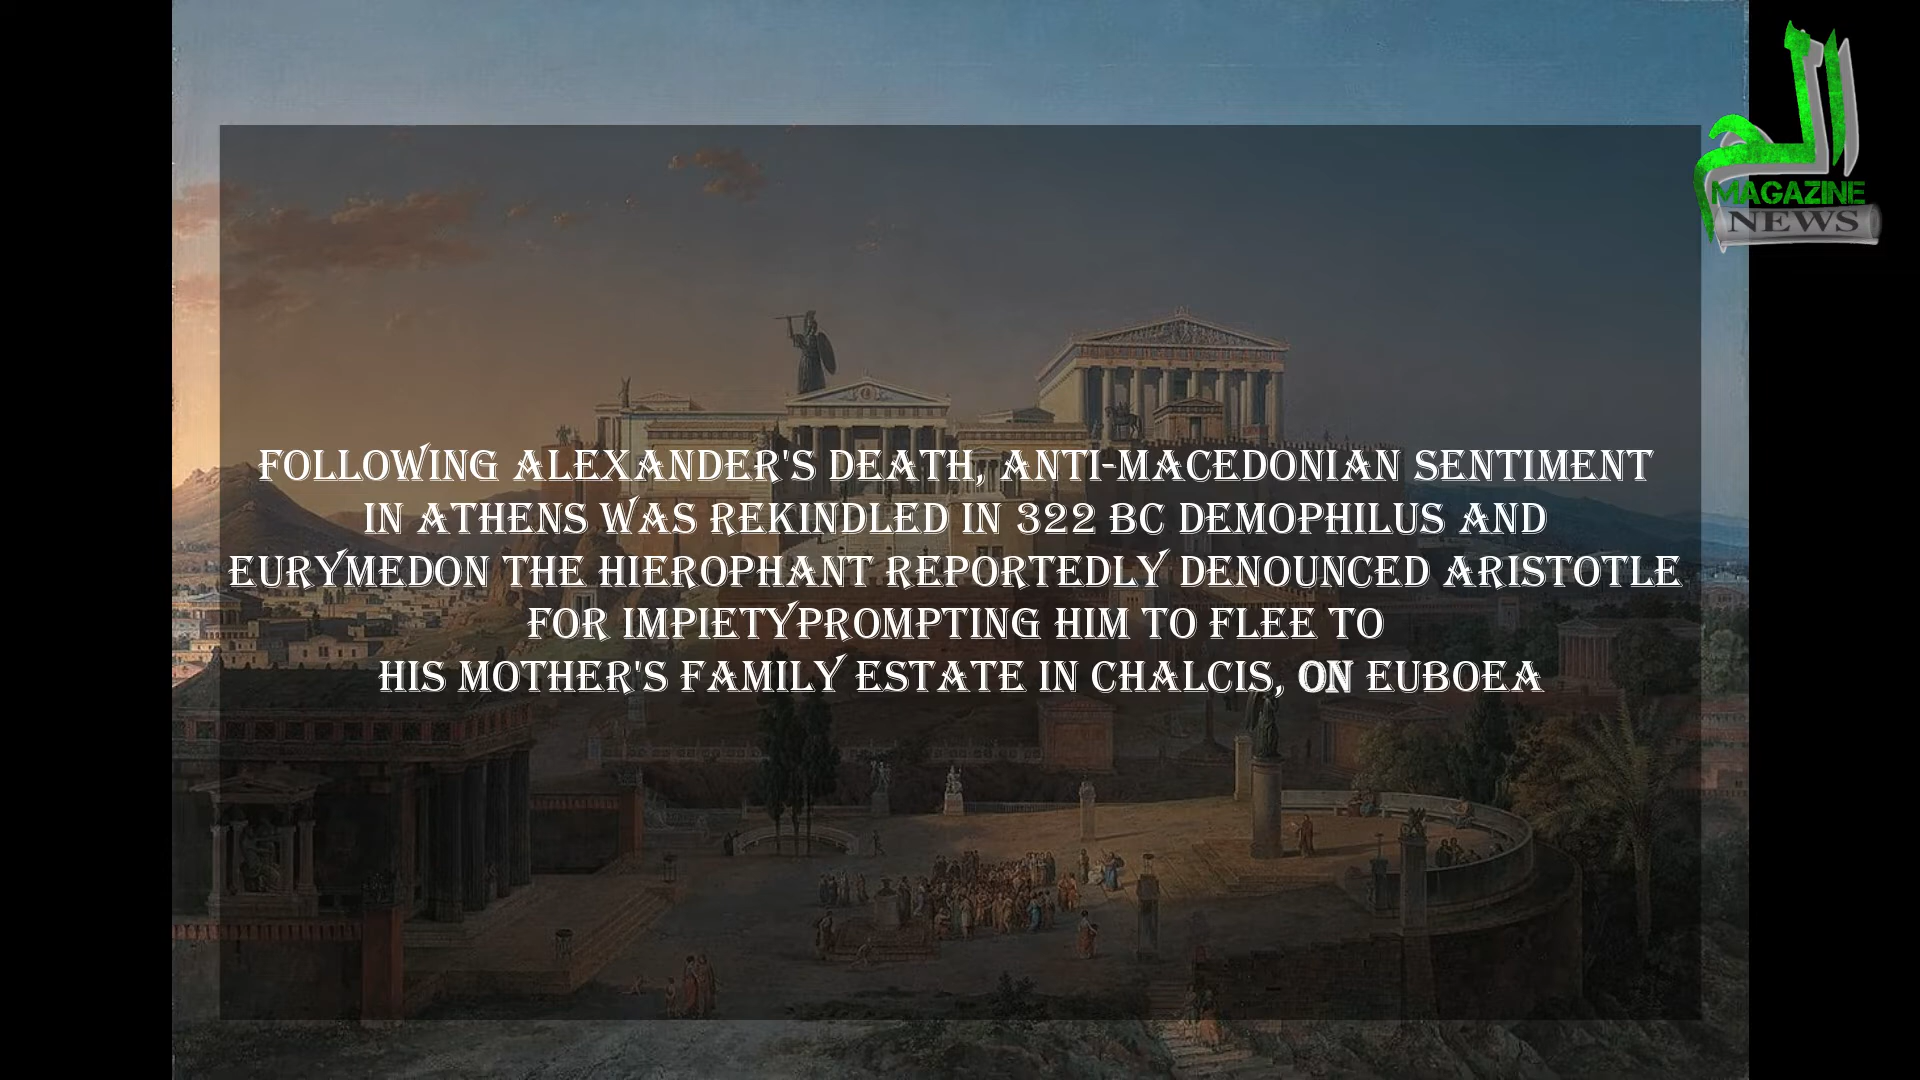 FOLLOWING ALEXANDER'S DEATH, ANTI-MACEDONIAN SENTIMENT
IN ATHENS WAS REKINDLED IN 322 BC DEMOPHILUS AND
EURYMEDON THE HIEROPHANT REPORTEDLY DENOUNCED ARISTOTLE
FOR IMPIETYPROMPTING HIM TO FLEE TO
HIS MOTHER'S FAMILY ESTATE IN CHALCIS, ON EUBOEA
MAGAZINE
NEWS